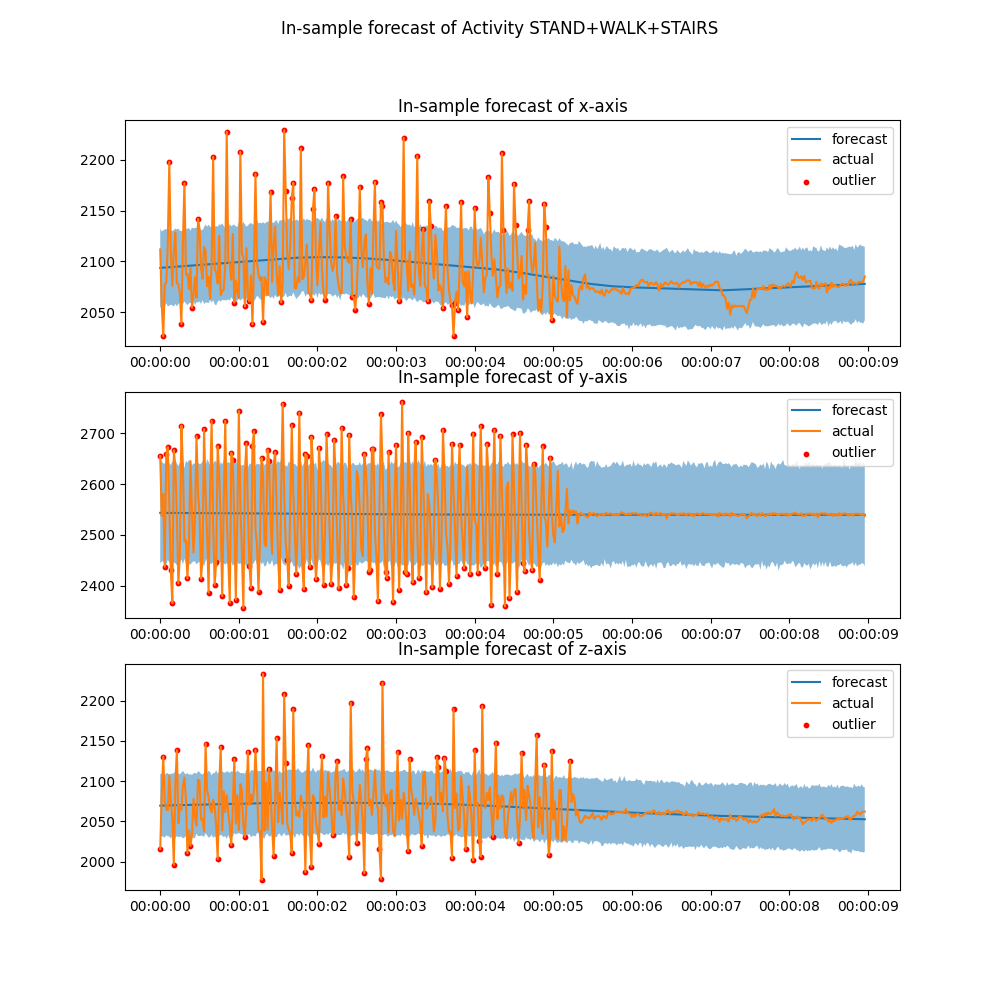 In-sample forecast of Activity STAND+WALK+STAIRS
In-sample forecast of x-axis
forecast
actual
outlier
2200
2150
2100
2050
00:00:00 00:00:01 00:00:02 00:00:03 00:00:04 00:00:05 00:00:06 00:00:07 00:00:08 00:00:09
In-sample forecast of y-axis
forecast
actual
outlier
2700
2600
2500
2400
00:00:00 00:00:01 00:00:02 00:00:03 00:00:04 00:00:05 00:00:06 00:00:07 00:00:08 00:00:09
In-sample forecast of z-axis
forecast
actual
outlier
2200
2150
2100
2050
2000
00:00:00 00:00:01 00:00:02 00:00:03 00:00:04 00:00:05 00:00:06 00:00:07 00:00:08 00:00:09